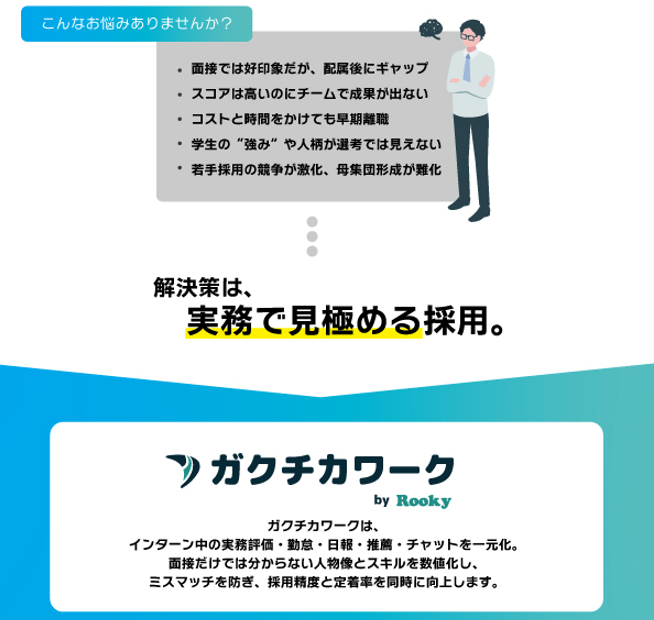 こんなお悩みありませんか？
・ 面接では好印象だが、配属後にギャップ
・ スコアは高いのにチームで成果が出ない
・ コストと時間をかけても早期離職
・ 学生の“強み”や人柄が選考では見えない
・ 若手採用の競争が激化、母集団形成が難化
解決策は、
実務で見極める採用。
ガクチカワーク
by Rooky
ガクチカワークは、
インターン中の実務評価・勤怠・日報・推薦・チャットを一元化。
面接だけでは分からない人物像とスキルを数値化し、
ミスマッチを防ぎ、採用精度と定着率を同時に向上します。